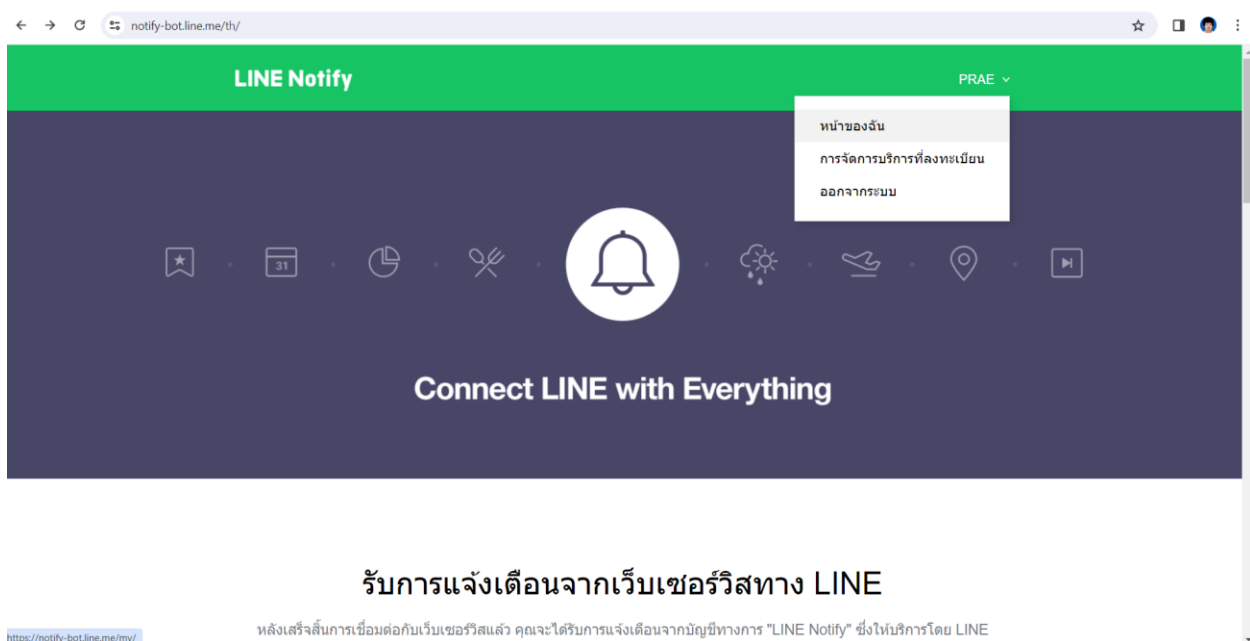 notify-bot.line.me/th/
LINE Notify
PRAE
หน้าของฉัน
การจัดการบริการที่ลงทะเบียน
ออกจากระบบ
31
Connect LINE with Everything
รับการแจ้งเตือนจากเว็บเซอร์วิสทาง LINE
หลังเสร็จสิ้นการเชื่อมต่อกับเว็บเซอร์วิสแล้ว คุณจะได้รับการแจ้งเตือนจากบัญชีทางการ "LINE Notify" ซึ่งให้บริการโดย LINE
https://notify-bot.line.me/my/